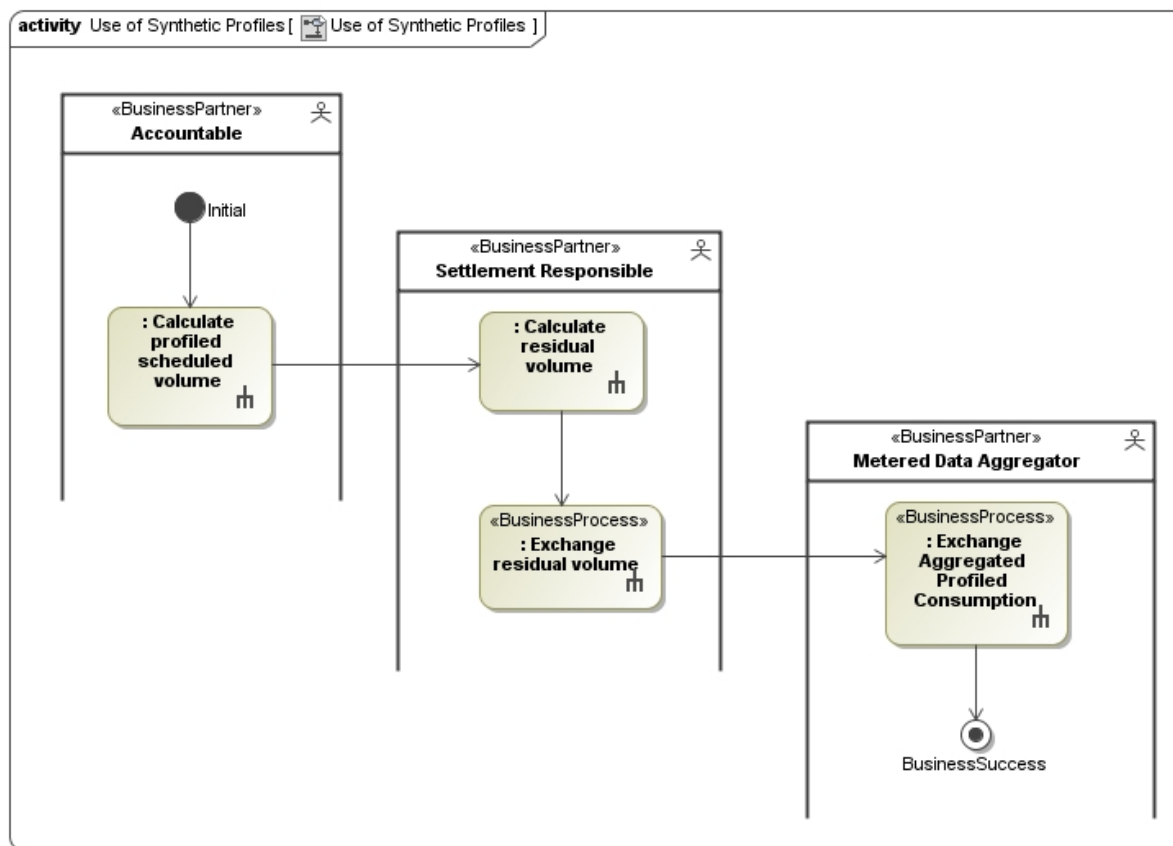 activity Use of Synthetic Profiles [ Use of Synthetic Profiles ]
«BusinessPartner»
Accountable
Initial
: Calculate
profiled
scheduled
volume
«BusinessPartner»
Settlement Responsible
: Calculate
residual
volume
«BusinessProcess»
: Exchange
residual volume
«BusinessPartner»
Metered Data Aggregator
«BusinessProcess»
: Exchange
Aggregated
Profiled
Consumption
BusinessSuccess